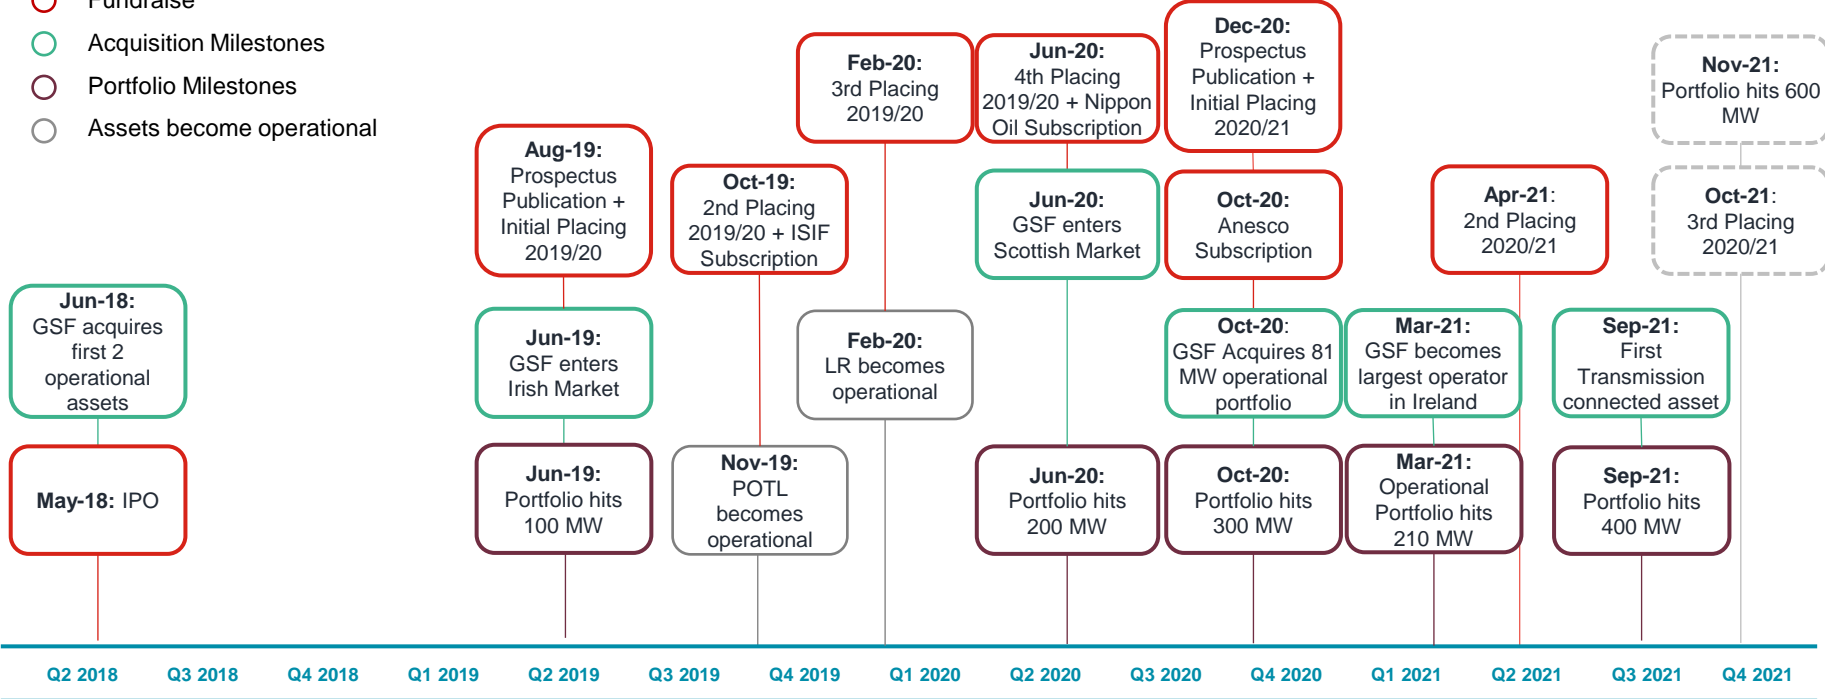 Fundraise
Acquisition Milestones
Portfolio Milestones
Assets become operational
Jun-18:
GSF acquires
first 2
operational
assets
May-18: IPO
Aug-19:
Prospectus
Publication +
Initial Placing
2019/20
Jun-19:
GSF enters
Irish Market
Jun-19:
Portfolio hits
100 MW
Oct-19:
2nd Placing
2019/20 + ISIF
Subscription
Nov-19:
POTL
becomes
operational
Feb-20:
3rd Placing
2019/20
Feb-20:
LR becomes
operational
Jun-20:
4th Placing
2019/20 + Nippon
Oil Subscription
Jun-20:
GSF enters
Scottish Market
Jun-20:
Portfolio hits
200 MW
Dec-20:
Prospectus
Publication +
Initial Placing
2020/21
Oct-20:
Anesco
Subscription
Oct-20:
GSF Acquires 81
MW operational
portfolio
Oct-20:
Portfolio hits
300 MW
Mar-21:
GSF becomes
largest operator
in Ireland
Mar-21:
Operational
Portfolio hits
210 MW
Apr-21:
2nd Placing
2020/21
Sep-21:
First
Transmission
connected asset
Sep-21:
Portfolio hits
400 MW
Nov-21:
Portfolio hits 600
MW
Oct-21:
3rd Placing
2020/21
Q2 2018 Q3 2018 Q4 2018 Q1 2019 Q2 2019 Q3 2019 Q4 2019 Q1 2020 Q2 2020 Q3 2020 Q4 2020 Q1 2021 Q2 2021 Q3 2021 Q4 2021